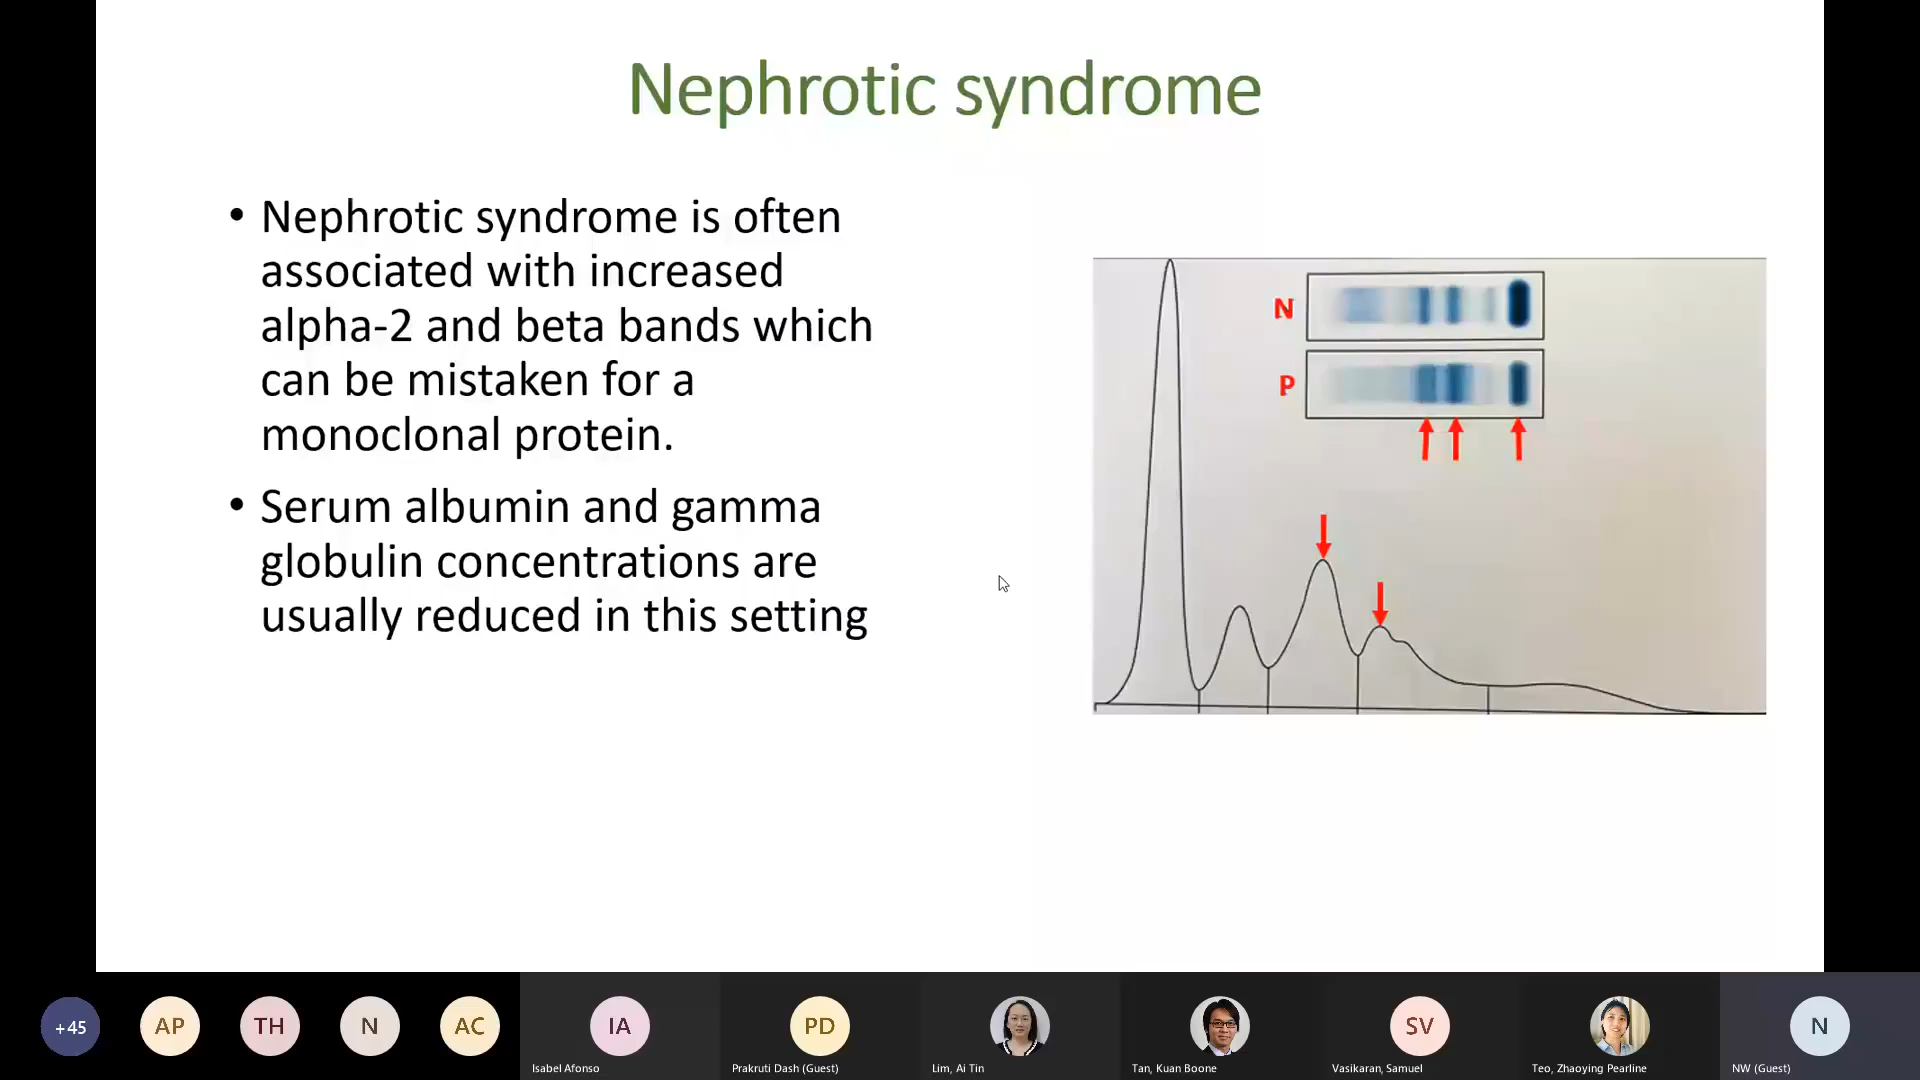 Nephrotic syndrome
• Nephrotic syndrome is often
associated with increased
alpha-2 and beta bands which
can be mistaken for a
monoclonal protein.
• Serum albumin and gamma
globulin concentrations are
usually reduced in this setting
N
P
+45
AP
TH
N
AC
IA
Isabel Afonso
PD
Prakruti Dash (Guest)
Lim, Ai Tin
Tan, Kuan Boone
SV
Vasikaran, Samuel
Teo, Zhaoying Pearline
N
NW (Guest)